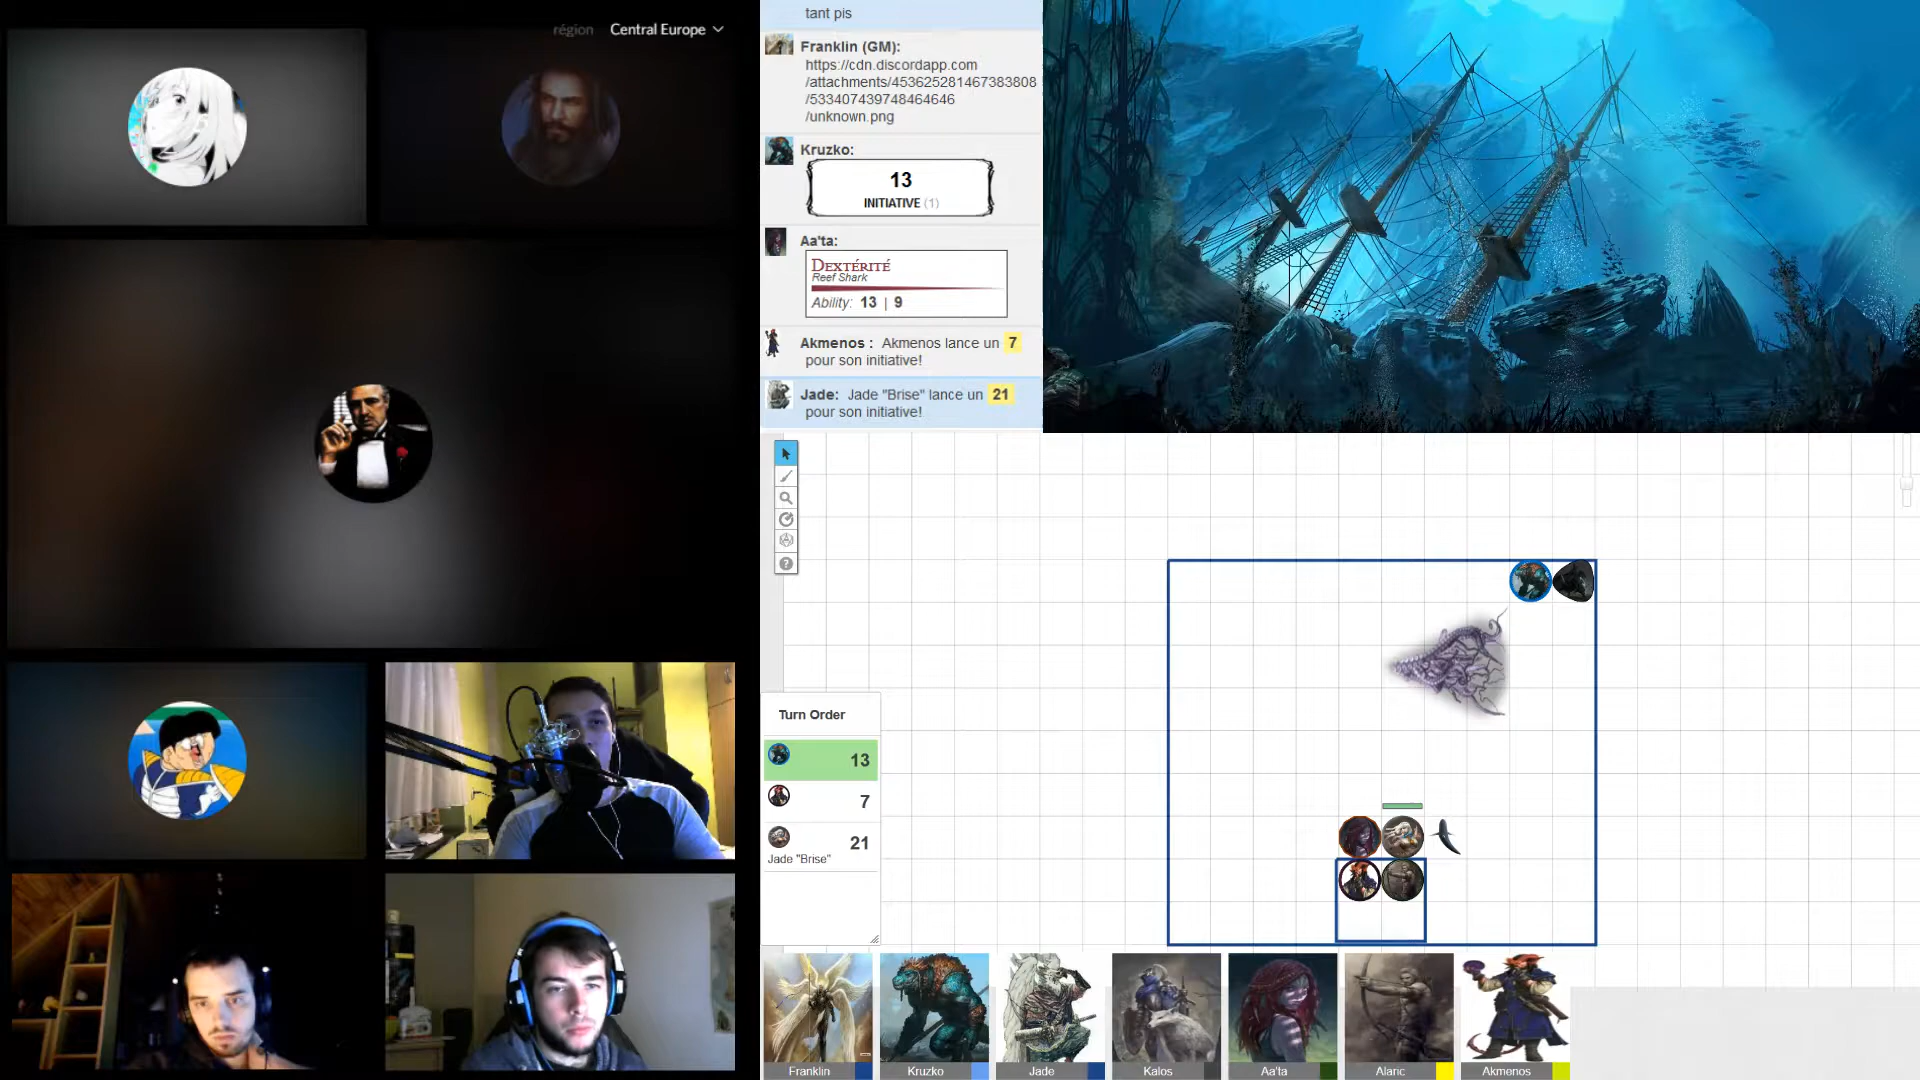 région Central Europe
tant pis
Franklin (GM):
https://cdn.discordapp.com
/attachments/453625281467383808
/533407439748464646
/unknown.png
Kruzko:
13
INITIATIVE (1)
Aa'ta:
DEXTÉRITÉ
Reef Shark
Ability: 13 | 9
Akmenos : Akmenos lance un 7
pour son initiative!
Jade: Jade "Brise" lance un 21
pour son initiative!
Turn Order
13
7
21
Jade "Brise"
Franklin
Kruzko
Jade
Kalos
Aa'ta
Alaric
Akmenos